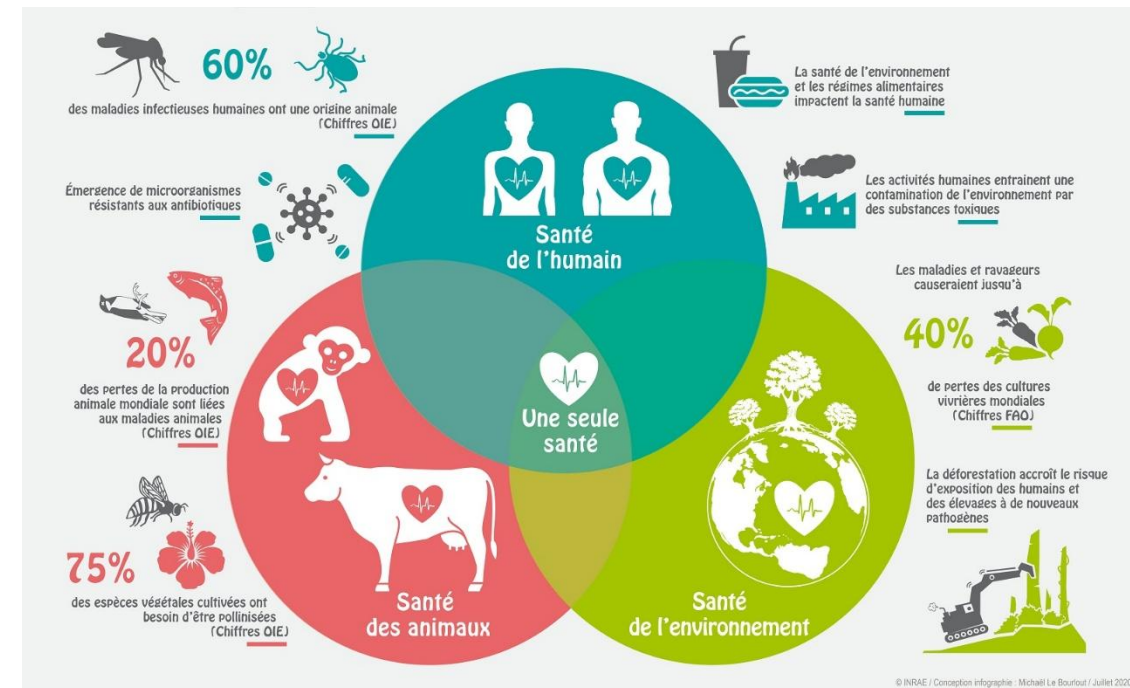 60%
des maladies infectieuses humaines ont une origine animale
(Chiffres OIE)
Émergence de microorganismes
résistants aux antibiotiques
20%
des pertes de la production
animale mondiale sont liées
aux maladies animales
(Chiffres OIE)
75%
des espèces végétales cultivées ont
besoin d'être pollinisées
(Chiffres OIE)
Santé
de l'humain
Une seule
santé
Santé
des animaux
Santé
de l'environnement
La santé de l'environnement
et les régimes alimentaires
impactent la santé humaine
Les activités humaines entrainent une
contamination de l'environnement par
des substances toxiques
Les maladies et ravageurs
causeraient jusqu'à
40%
de pertes des cultures
vivrières mondiales
(Chiffres FAO)
La déforestation accroît le risque
d'exposition des humains et
des élevages à de nouveaux
pathogènes
© INRAE / Conception infographie : Michaël Le Bourlout / Juillet 2020